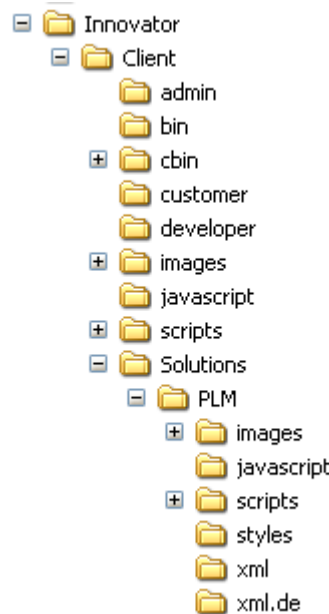 Innovator
Client
admin
bin
cbin
customer
developer
images
javascript
scripts
Solutions
PLM
images
javascript
scripts
styles
xml
xml.de